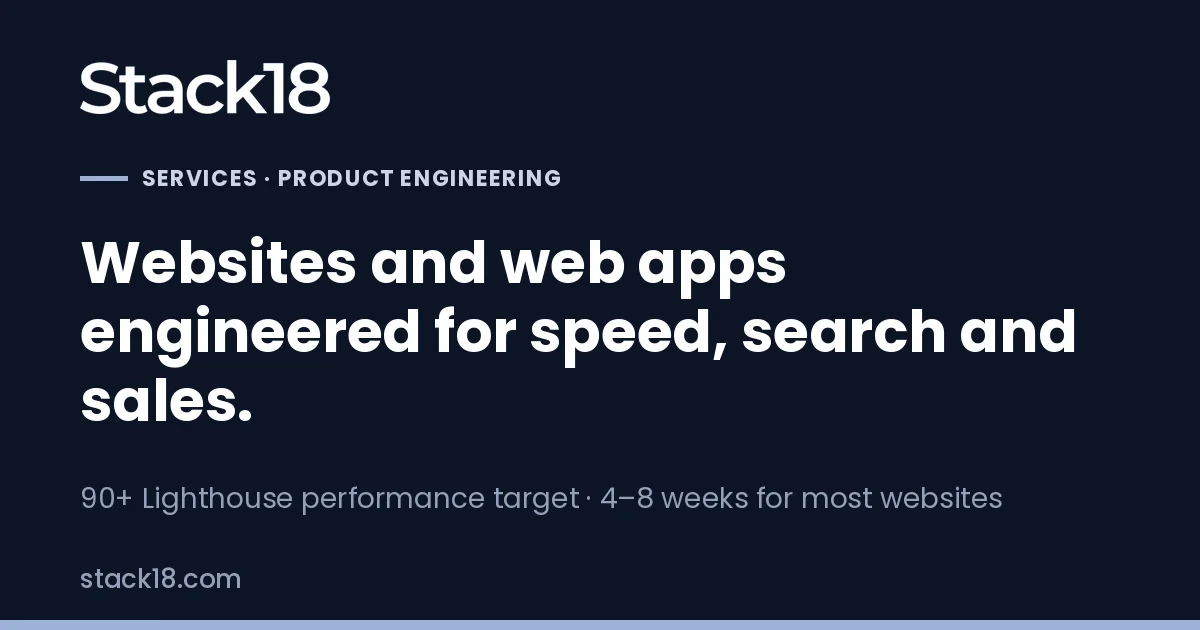 Stack18
SERVICES · PRODUCT ENGINEERING
Websites and web apps
engineered for speed, search and
sales.
90+ Lighthouse performance target · 4–8 weeks for most websites
stack18.com